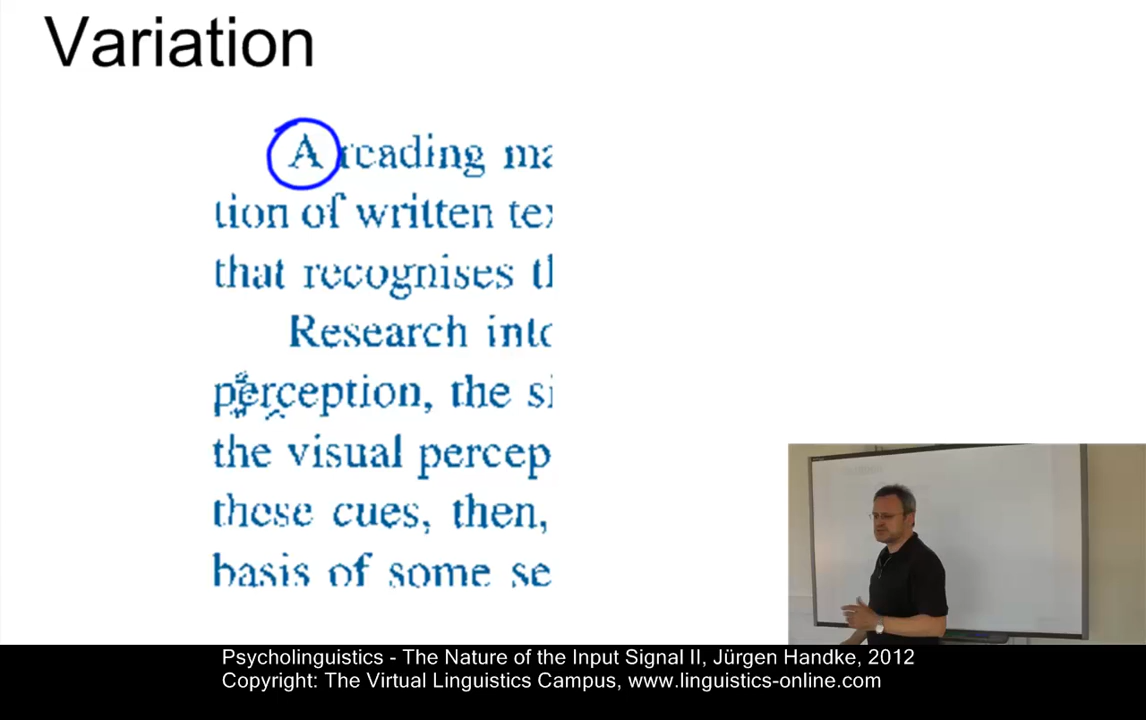 Variation
A reading ma
tion of written te
that recognises t
Research into
perception, the si
the visual percep
these cues, then,
basis of some se
Psycholinguistics - The Nature of the Input Signal II, Jürgen Handke, 2012
Copyright: The Virtual Linguistics Campus, www.linguistics-online.com